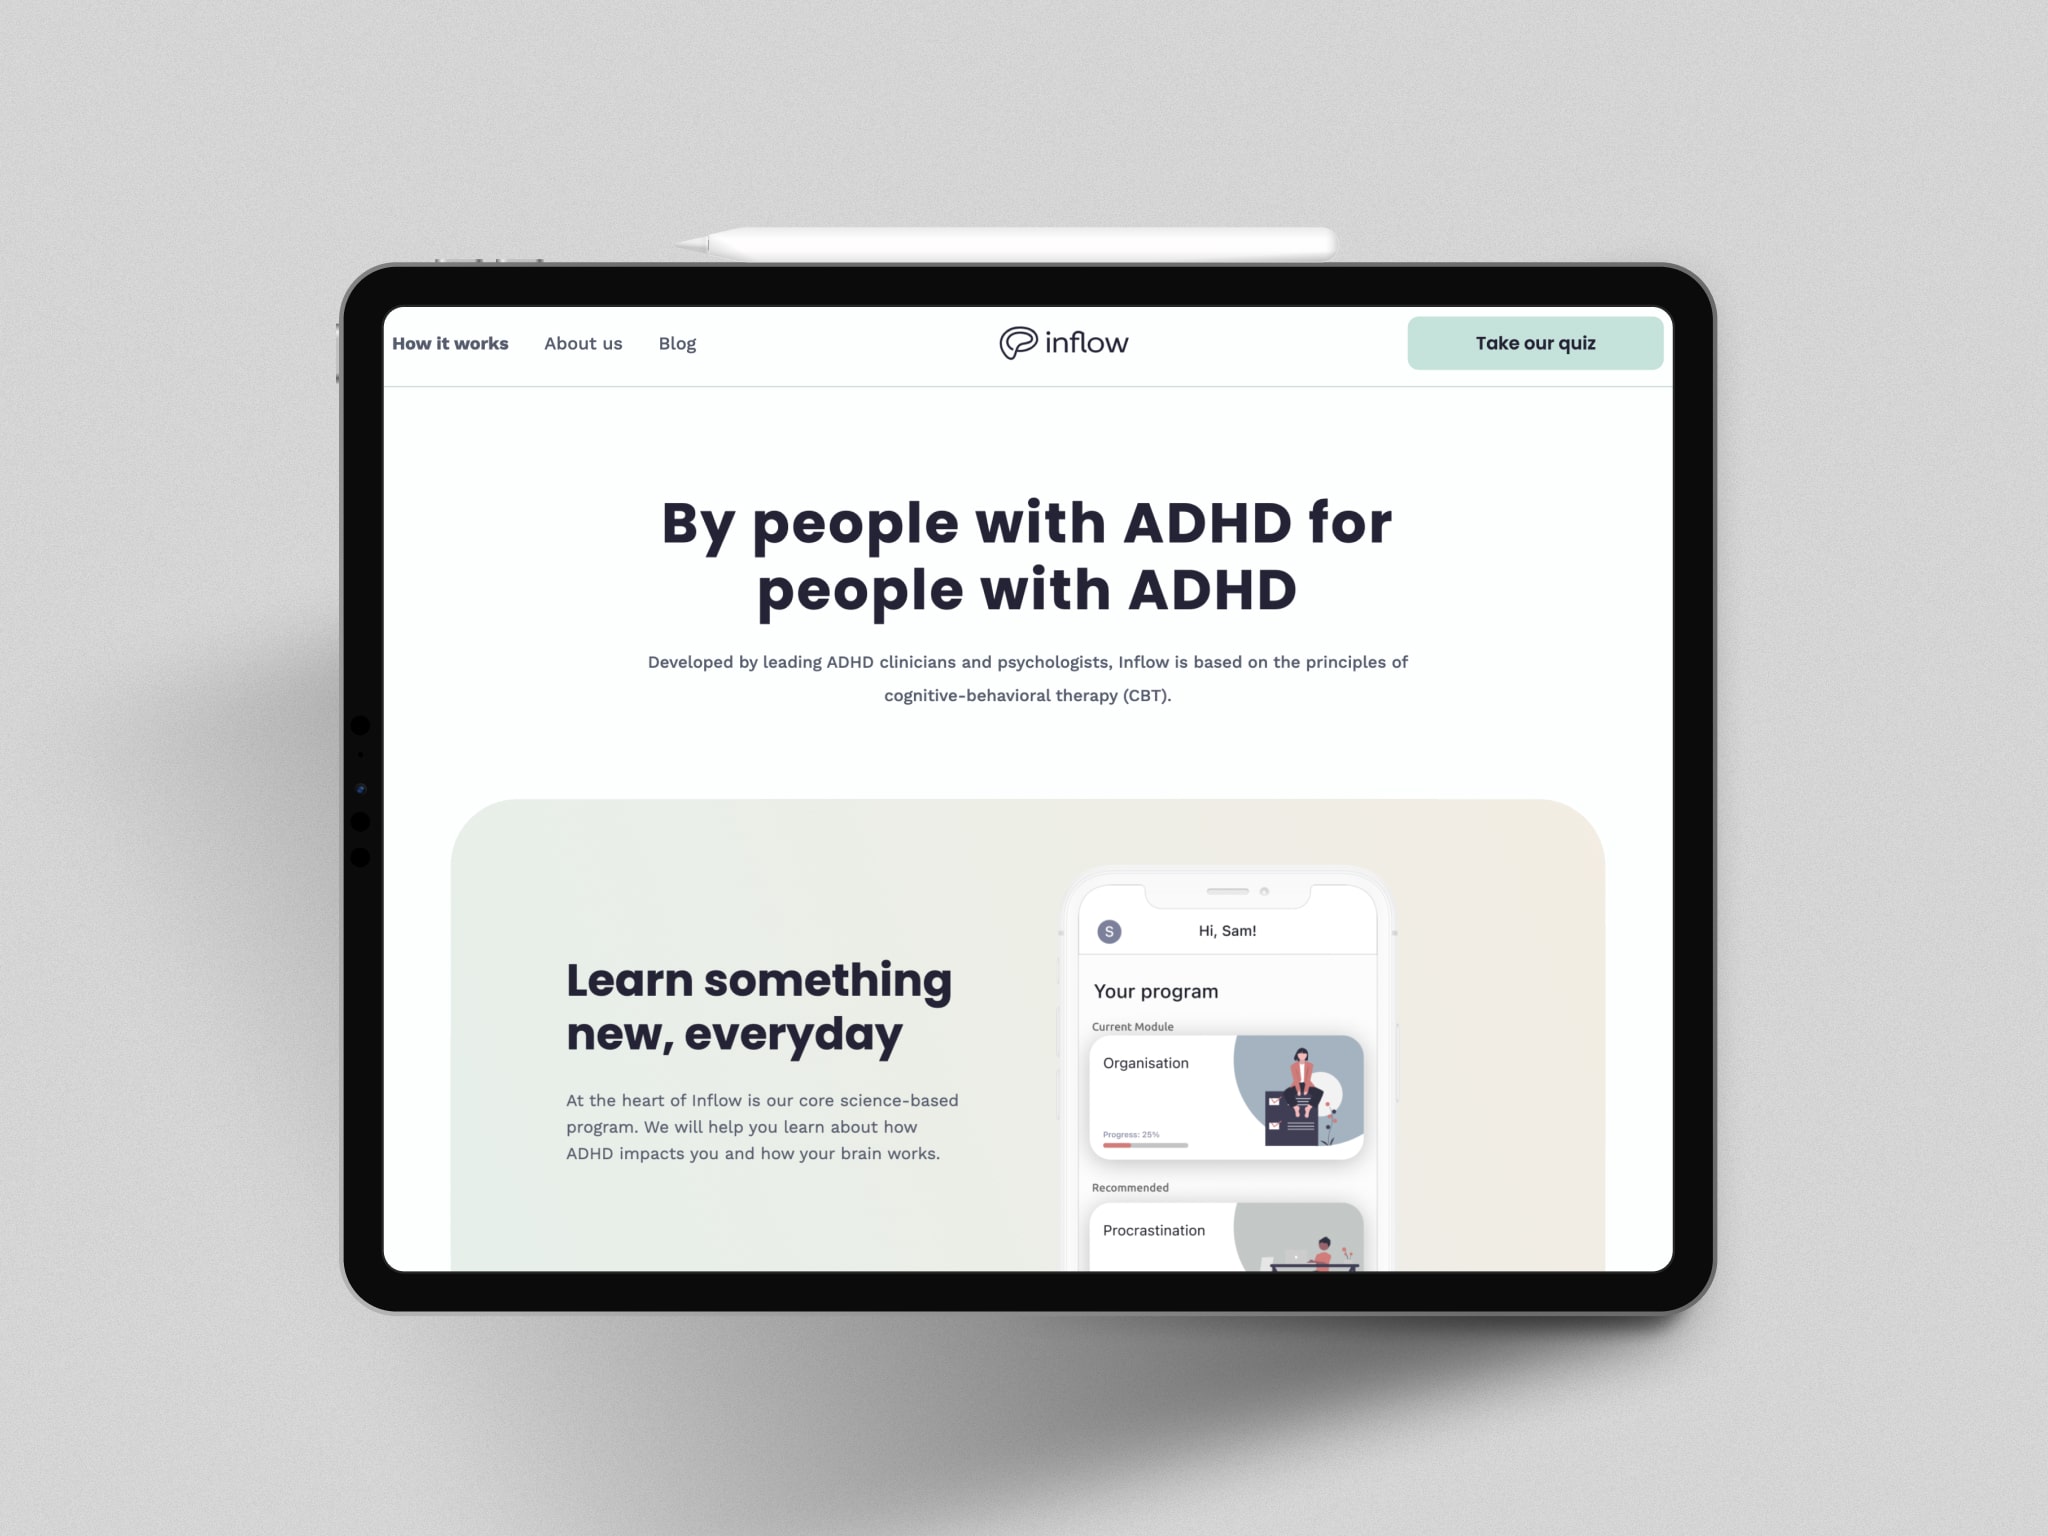 How it works
About us
Blog
inflow
Take our quiz
By people with ADHD for
people with ADHD
Developed by leading ADHD clinicians and psychologists, Inflow is based on the principles of
cognitive-behavioral therapy (CBT).
Learn something
new, everyday
At the heart of Inflow is our core science-based
program. We will help you learn about how
ADHD impacts you and how your brain works.
S
Hi, Sam!
Your program
Current Module
Organisation
Progress: 25%
Recommended
Procrastination